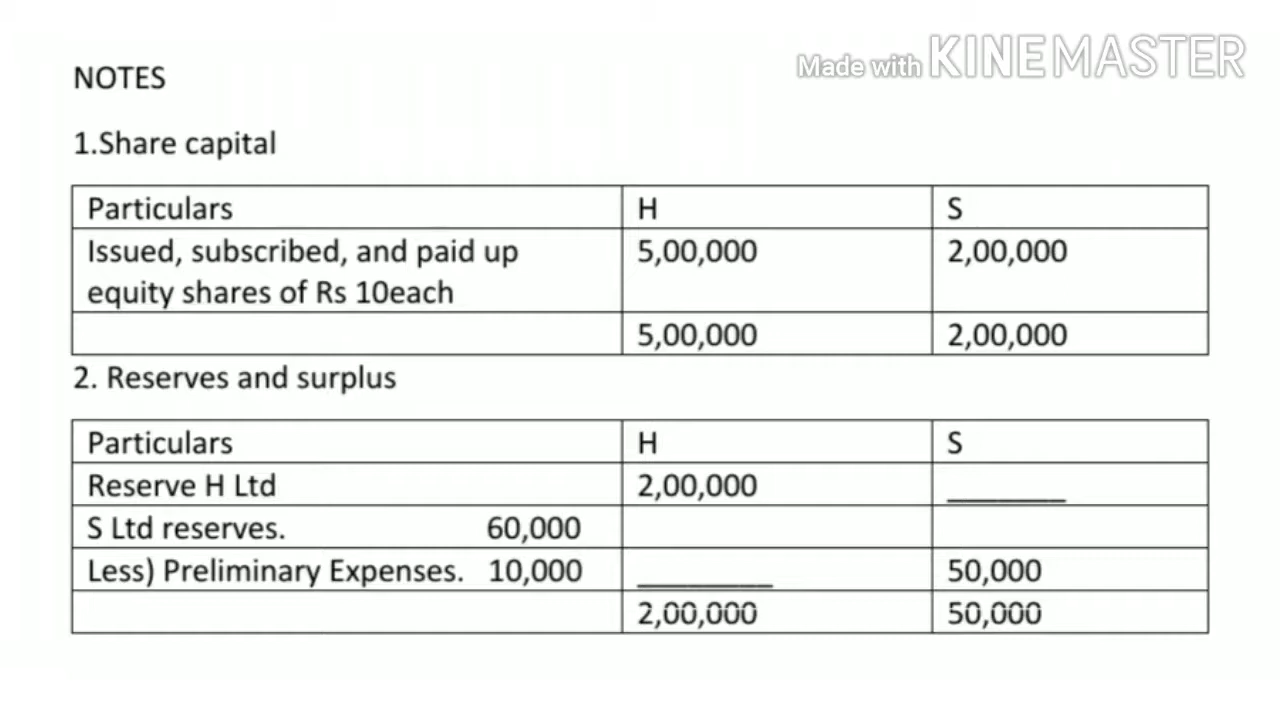 Made with KINEMASTER
NOTES
1.Share capital
Particulars H S
Issued, subscribed, and paid up 5,00,000 2,00,000
equity shares of Rs 10each
5,00,000 2,00,000
2. Reserves and surplus
Particulars H S
Reserve H Ltd 2,00,000
S Ltd reserves. 60,000
Less) Preliminary Expenses. 10,000 50,000
2,00,000 50,000